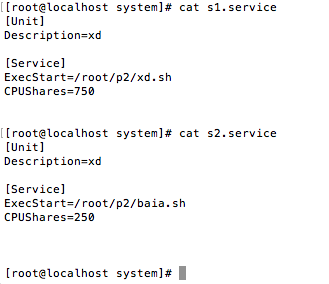 [[root@localhost system]# cat s1.service
[Unit]
Description=xd
[Service]
ExecStart=/root/p2/xd.sh
CPUShares=750
[[root@localhost system]# cat s2.service
[Unit]
Description=xd
[Service]
ExecStart=/root/p2/baia.sh
CPUShares=250
[root@localhost system]#